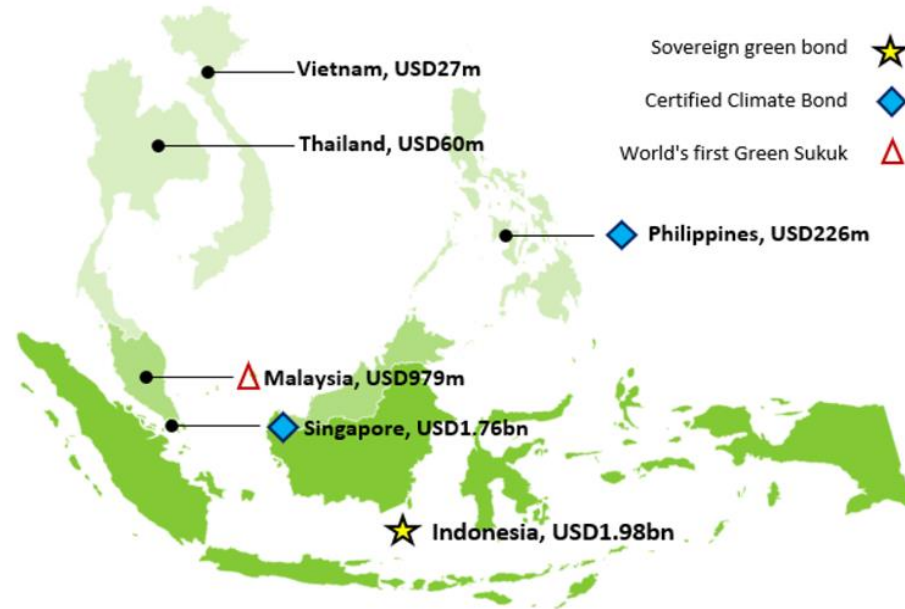 Sovereign green bond
Vietnam, USD27m
Certified Climate Bond
Thailand, USD60m
World's first Green Sukuk
Philippines, USD226m
Malaysia, USD979m
Singapore, USD1.76bn
Indonesia, USD1.98bn